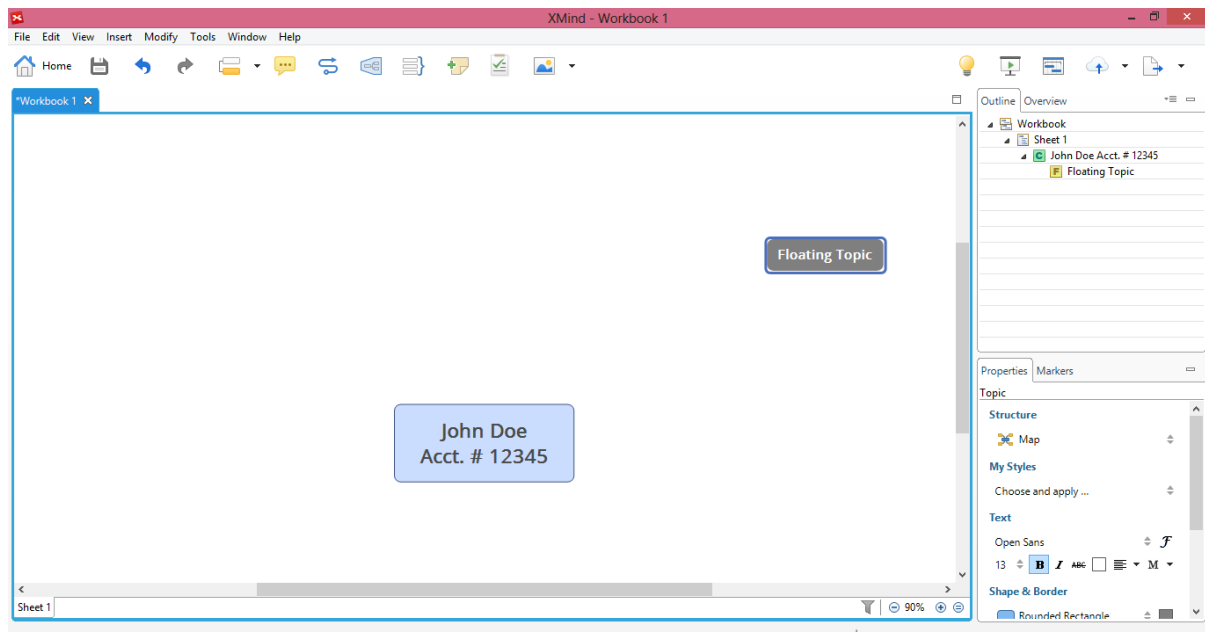 XMind - Workbook 1
File Edit View Insert Modify Tools Window Help
Home
*Workbook 1
Outline Overview
Workbook
Sheet 1
C John Doe Acct. # 12345
F Floating Topic
Floating Topic
John Doe
Acct. # 12345
Properties Markers
Topic
Structure
Map
My Styles
Choose and apply ...
Text
Open Sans
F
13 B I ABC M
Shape & Border
Rounded Rectangle
Sheet 1
90%